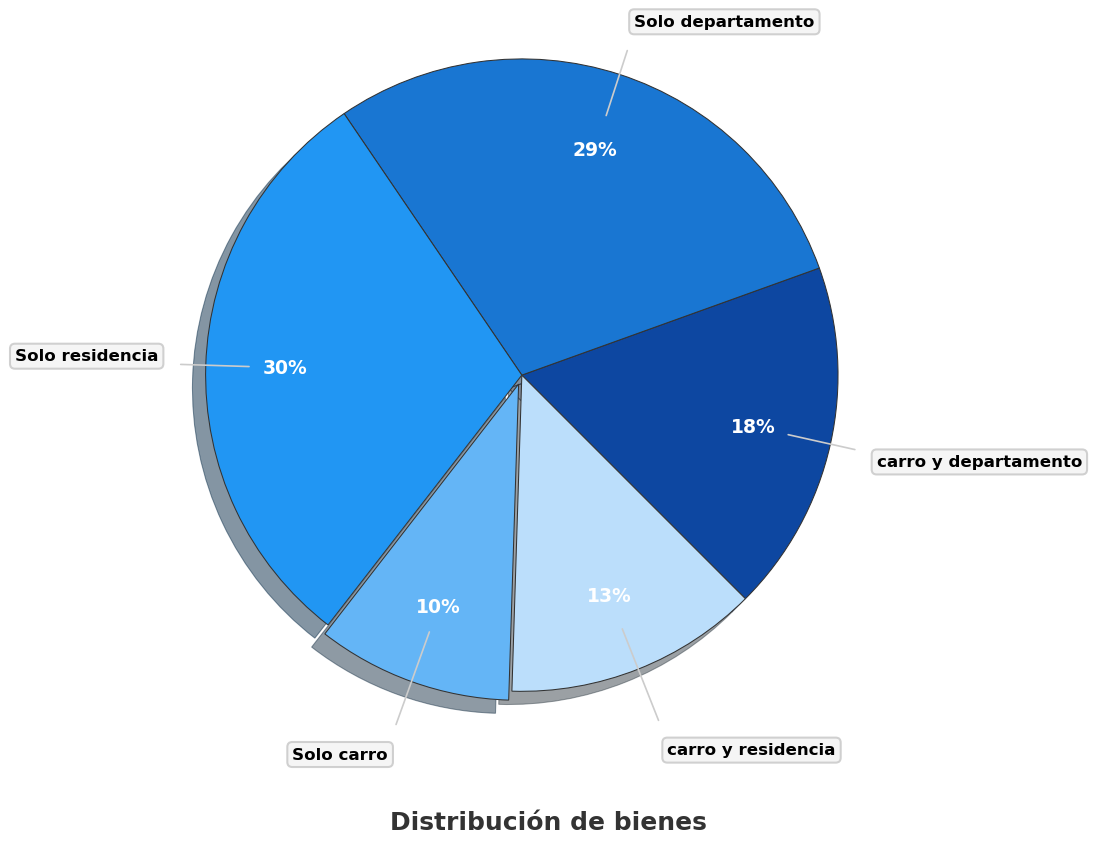 Solo departamento
29%
Solo residencia
30%
18%
carro y departamento
10%
13%
Solo carro
carro y residencia
Distribución de bienes